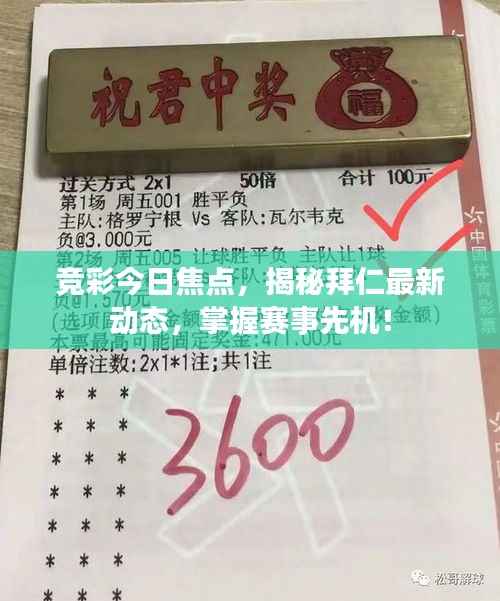 祝君中奖
福
过关方式 2x1 50倍 合计 100元
第1场 周五001 胜平负
主队:格罗宁根 Vs 客队:瓦尔韦克
负@3.000元
第2场 周五005 让球胜平负 主队让1球
竞彩今日焦点，揭秘拜仁最新
动态，掌握赛事先机！
负@1.570元
本票最高可能固定奖金:471.00元
单倍注数:2x1*1注;共1注
3600
中国体育彩票
松哥解球